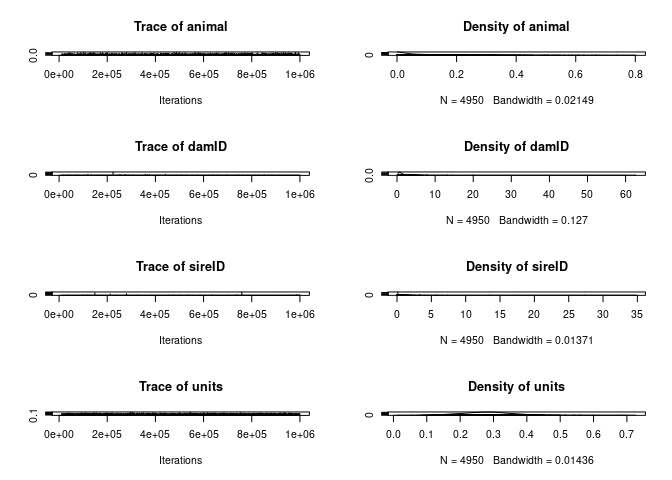 Trace of animal
0.0
0e+00 2e+05 4e+05 6e+05 8e+05 1e+06
Iterations
Density of animal
0
0.0 0.2 0.4 0.6 0.8
N = 4950 Bandwidth = 0.02149
Trace of damID
0
0e+00 2e+05 4e+05 6e+05 8e+05 1e+06
Iterations
Density of damID
0.0
0 10 20 30 40 50 60
N = 4950 Bandwidth = 0.127
Trace of sireID
0
0e+00 2e+05 4e+05 6e+05 8e+05 1e+06
Iterations
Density of sireID
0
0 5 10 15 20 25 30 35
N = 4950 Bandwidth = 0.01371
Trace of units
0.1
0e+00 2e+05 4e+05 6e+05 8e+05 1e+06
Iterations
Density of units
0
0.0 0.1 0.2 0.3 0.4 0.5 0.6 0.7
N = 4950 Bandwidth = 0.01436